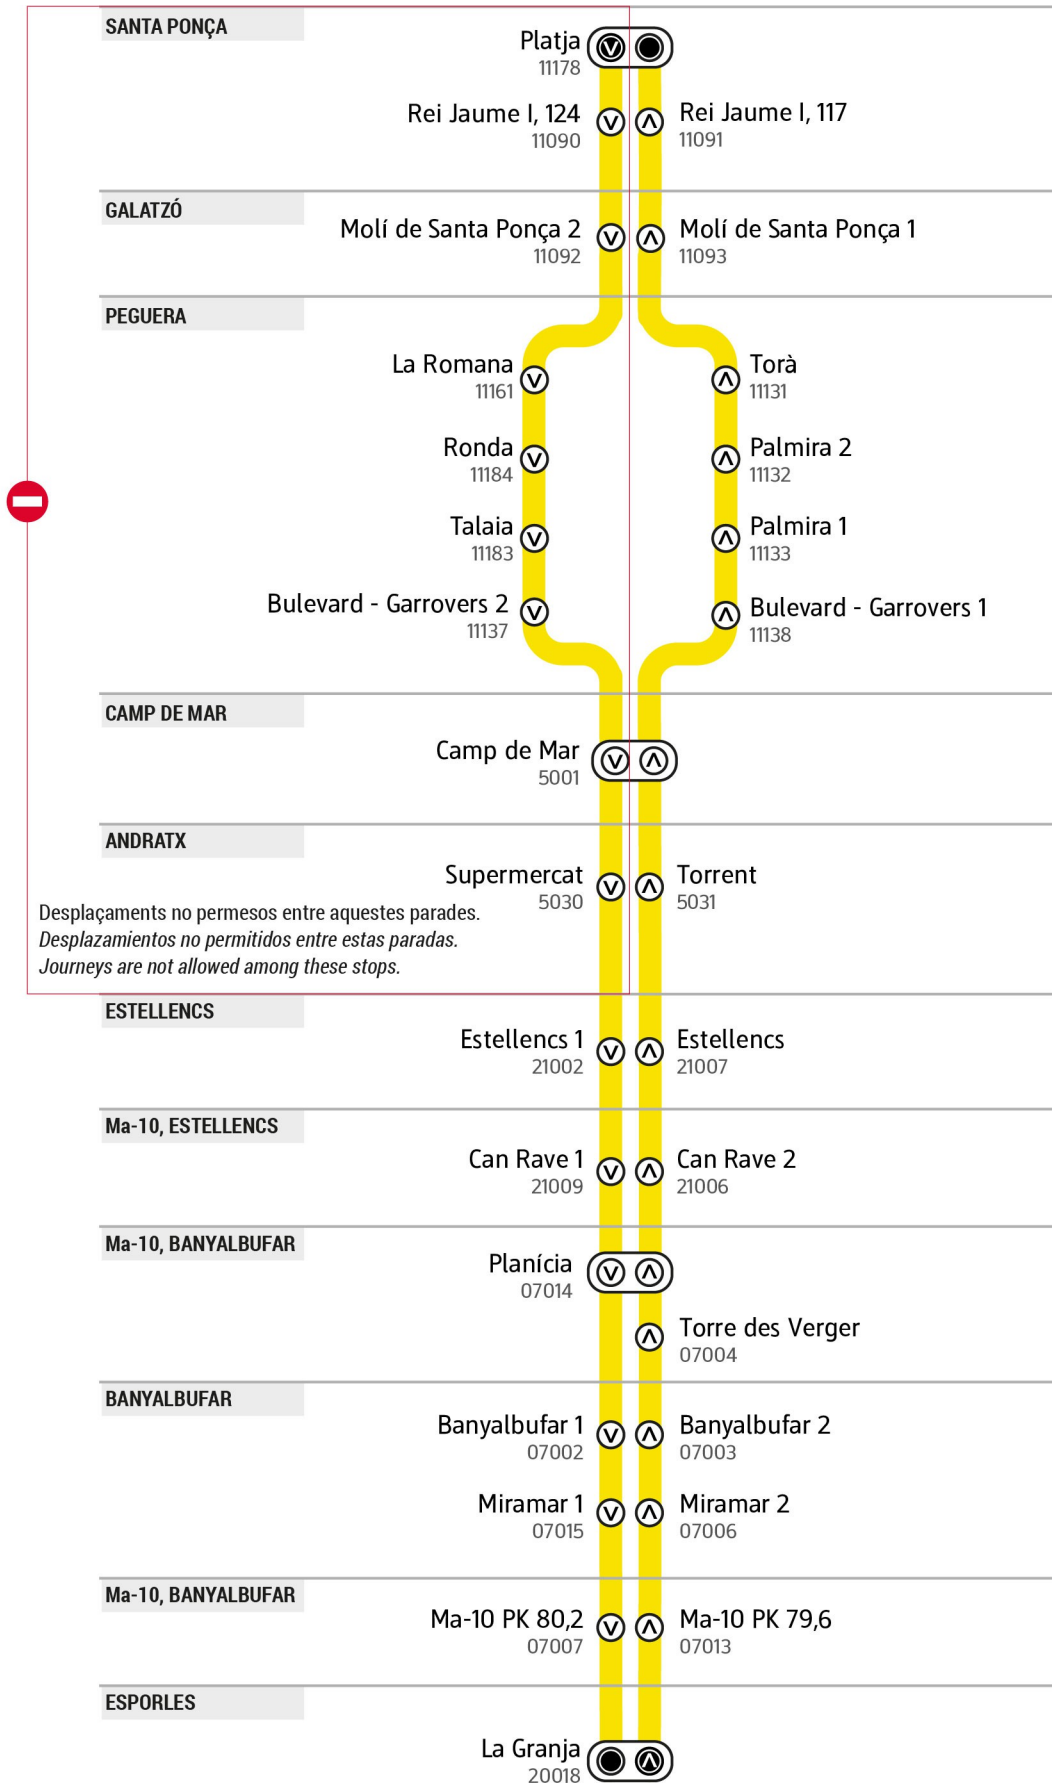 SANTA PONÇA
Platja
11178
Rei Jaume I, 124
11090
Rei Jaume I, 117
11091
GALATZÓ
Molí de Santa Ponça 2
11092
Molí de Santa Ponça 1
11093
PEGUERA
La Romana
11161
Torà
11131
Ronda
11184
Palmira 2
11132
Talaia
11183
Palmira 1
11133
Bulevard - Garrovers 2
11137
Bulevard - Garrovers 1
11138
CAMP DE MAR
Camp de Mar
5001
ANDRATX
Supermercat
5030
Torrent
5031
Desplaçaments no permesos entre aquestes parades.
Desplazamientos no permitidos entre estas paradas.
Journeys are not allowed among these stops.
ESTELLENCS
Estellencs 1
21002
Estellencs
21007
Ma-10, ESTELLENCS
Can Rave 1
21009
Can Rave 2
21006
Ma-10, BANYALBUFAR
Planícia
07014
Torre des Verger
07004
BANYALBUFAR
Banyalbufar 1
07002
Banyalbufar 2
07003
Miramar 1
07015
Miramar 2
07006
Ma-10, BANYALBUFAR
Ma-10 PK 80,2
07007
Ma-10 PK 79,6
07013
ESPORLES
La Granja
20018